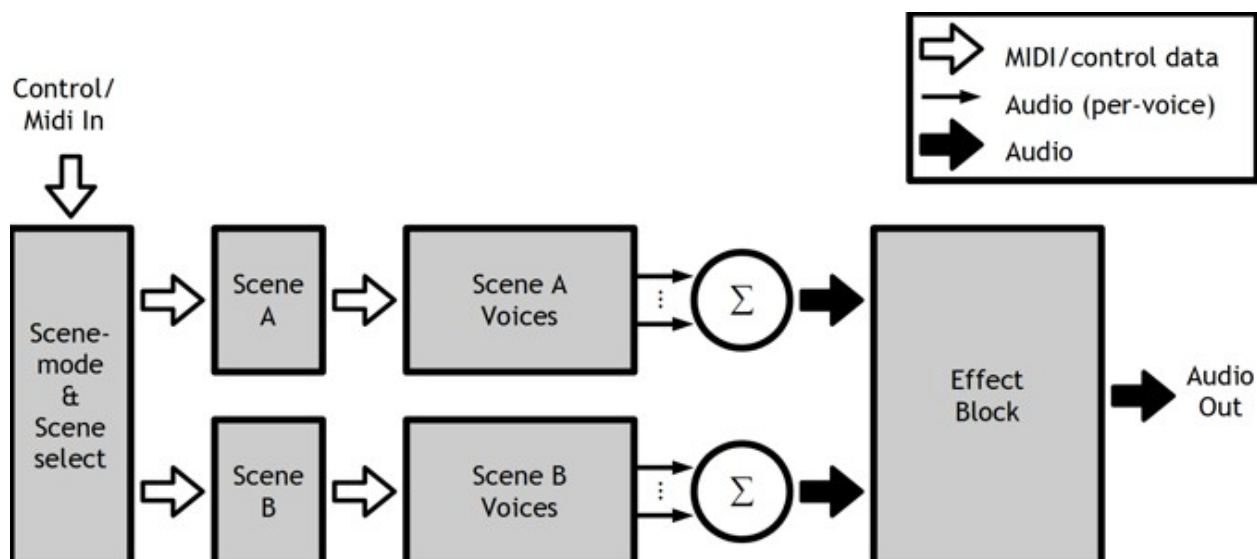 Control/
Midi In
MIDI/control data
Audio (per-voice)
Audio
Scene-
mode
&
Scene
select
Scene
A
Scene A
Voices
Σ
Scene
B
Scene B
Voices
Σ
Effect
Block
Audio
Out